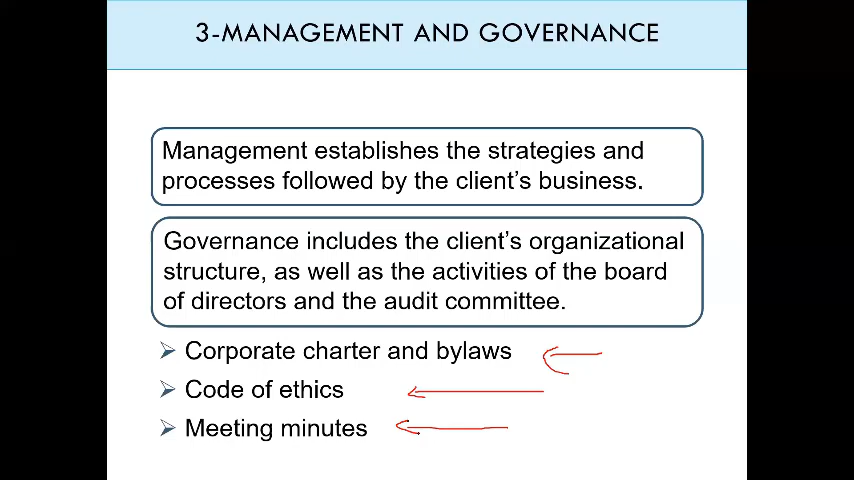 3-MANAGEMENT AND GOVERNANCE
Management establishes the strategies and
processes followed by the client's business.
Governance includes the client's organizational
structure, as well as the activities of the board
of directors and the audit committee.
➢ Corporate charter and bylaws
➢ Code of ethics
➢ Meeting minutes